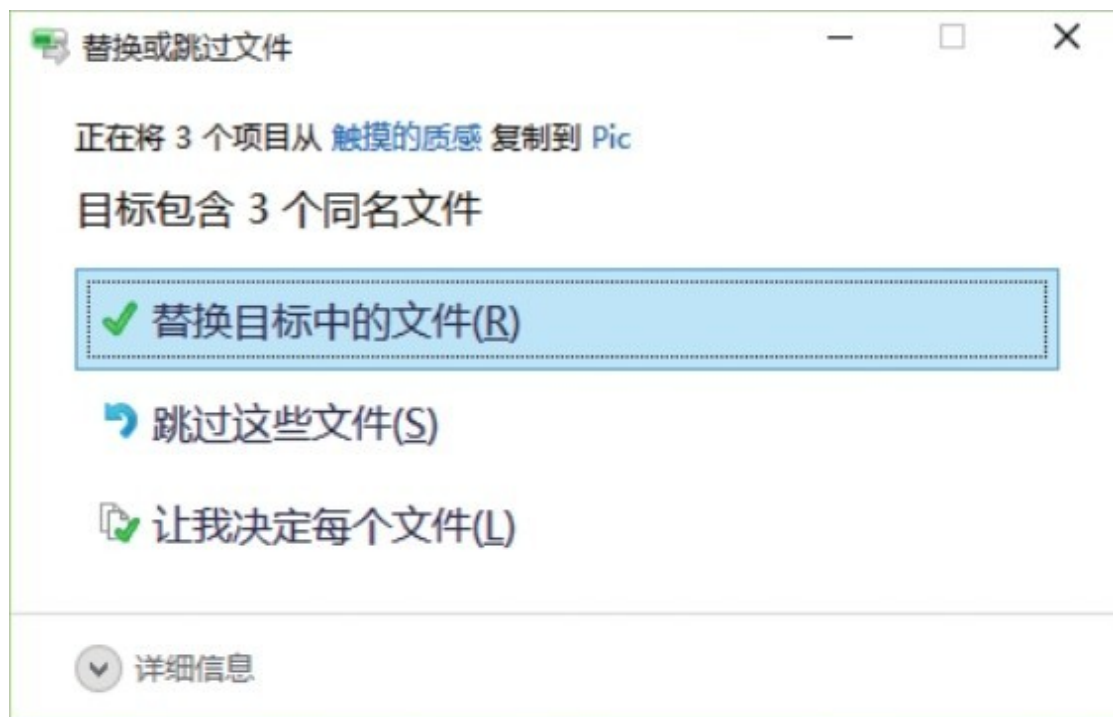 替换或跳过文件
正在将 3 个项目从 触摸的质感 复制到 Pic
目标包含 3 个同名文件
替换目标中的文件(R)
跳过这些文件(S)
让我决定每个文件(L)
详细信息